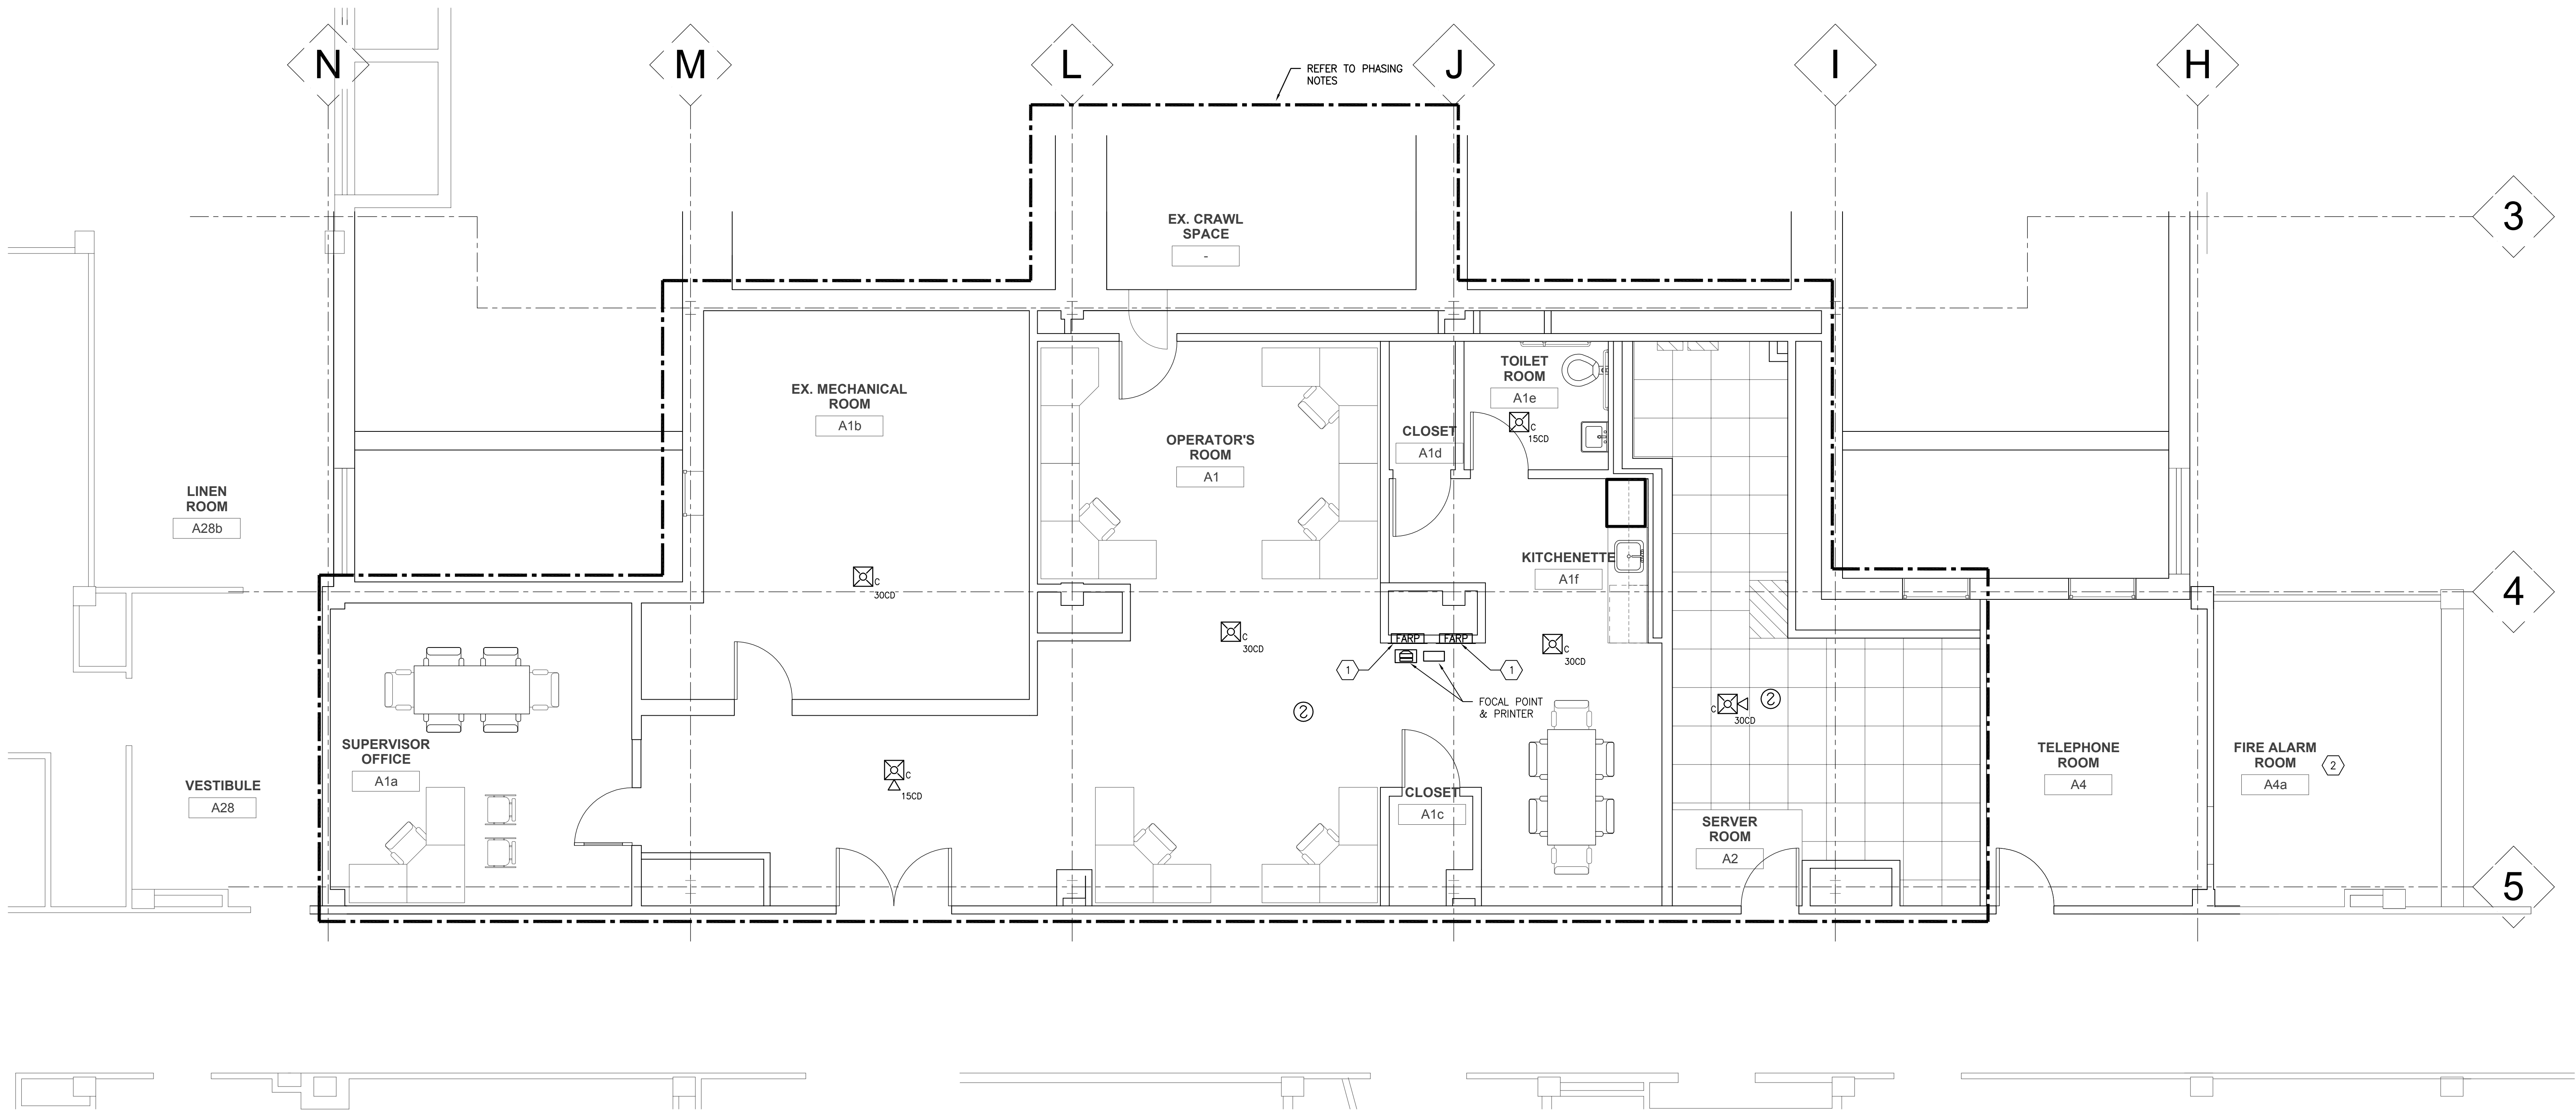 N
M
L
J
I
H
REFER TO PHASING
NOTES
3
EX. CRAWL
SPACE
-
TOILET
ROOM
A1e
C
15CD
EX. MECHANICAL
ROOM
A1b
CLOSET
A1d
OPERATOR'S
ROOM
A1
LINEN
ROOM
A28b
KITCHENETTE
A1f
C
30CD
4
C
30CD
FARP
FARP
C
30CD
1
1
FOCAL POINT
& PRINTER
2
2
C
30CD
SUPERVISOR
OFFICE
A1a
TELEPHONE
ROOM
A4
FIRE ALARM
ROOM
A4a
2
VESTIBULE
A28
C
15CD
CLOSET
A1c
SERVER
ROOM
A2
5